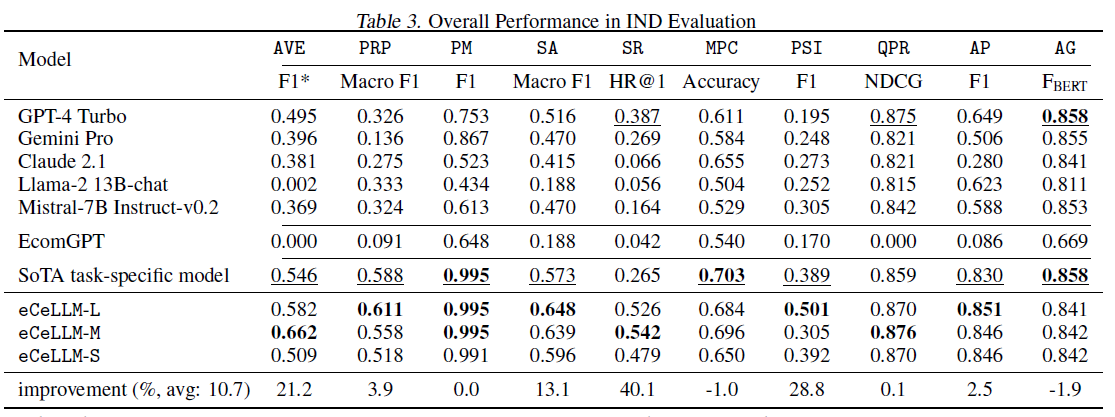 Table 3. Overall Performance in IND Evaluation
Model AVE PRP PM SA SR MPC PSI QPR AP AG
F1* Macro F1 F1 Macro F1 HR@1 Accuracy F1 NDCG F1 F_BERT
GPT-4 Turbo 0.495 0.326 0.753 0.516 0.387 0.611 0.195 0.875 0.649 0.858
Gemini Pro 0.396 0.136 0.867 0.470 0.269 0.584 0.248 0.821 0.506 0.855
Claude 2.1 0.381 0.275 0.523 0.415 0.066 0.655 0.273 0.821 0.280 0.841
Llama-2 13B-chat 0.002 0.333 0.434 0.188 0.056 0.504 0.252 0.815 0.623 0.811
Mistral-7B Instruct-v0.2 0.369 0.324 0.613 0.470 0.164 0.529 0.305 0.842 0.588 0.853
EcomGPT 0.000 0.091 0.648 0.188 0.042 0.540 0.170 0.000 0.086 0.669
SoTA task-specific model 0.546 0.588 0.995 0.573 0.265 0.703 0.389 0.859 0.830 0.858
eCeLLM-L 0.582 0.611 0.995 0.648 0.526 0.684 0.501 0.870 0.851 0.841
eCeLLM-M 0.662 0.558 0.995 0.639 0.542 0.696 0.305 0.876 0.846 0.842
eCeLLM-S 0.509 0.518 0.991 0.596 0.479 0.650 0.392 0.870 0.846 0.842
improvement (%, avg: 10.7) 21.2 3.9 0.0 13.1 40.1 -1.0 28.8 0.1 2.5 -1.9